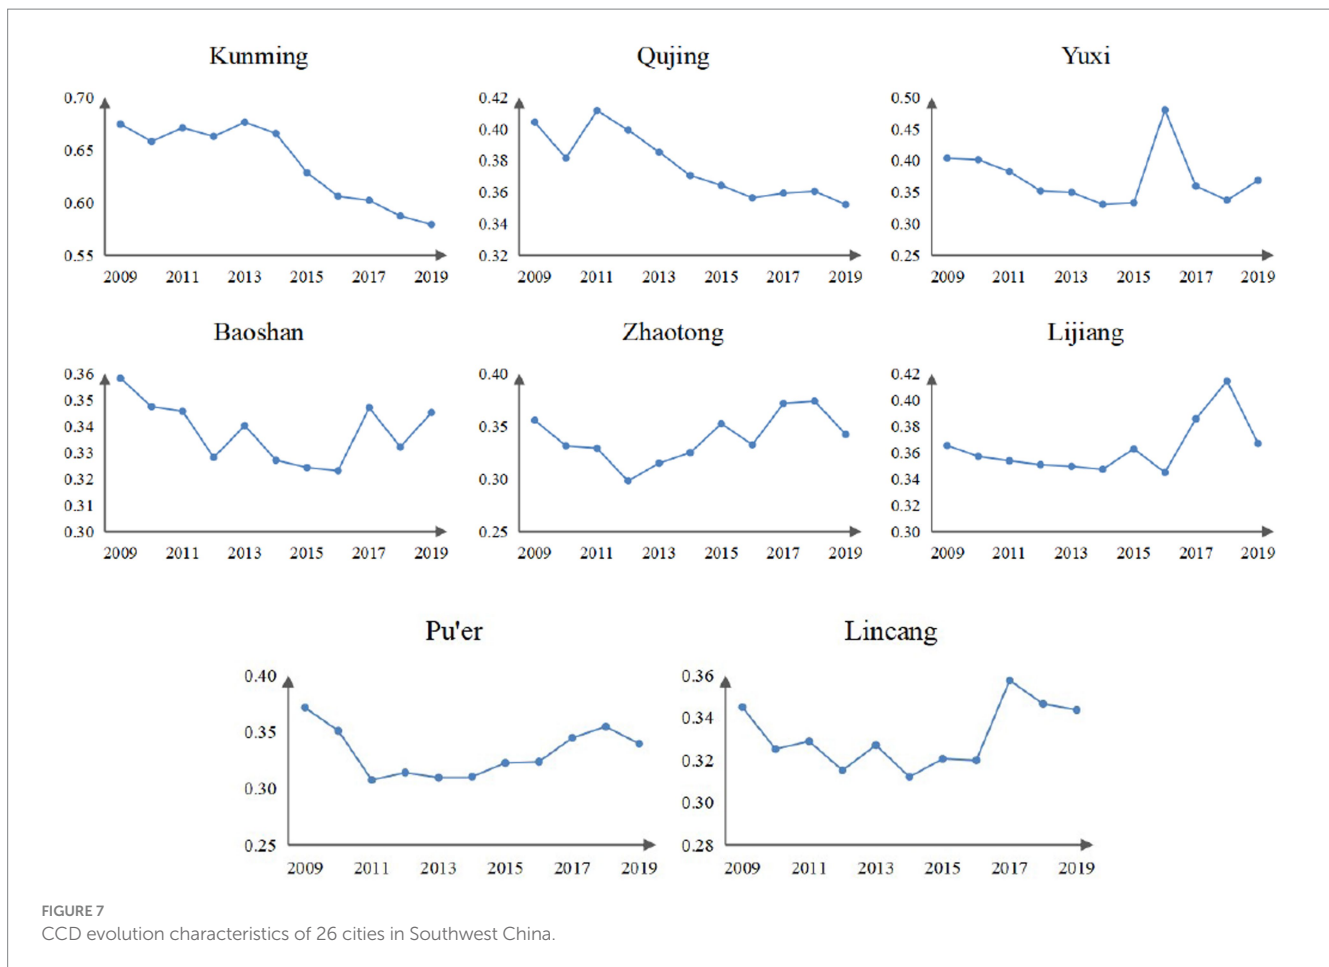 Kunming
0.70
0.65
0.60
0.55
2009 2011 2013 2015 2017 2019
Qujing
0.42
0.40
0.38
0.36
0.34
0.32
2009 2011 2013 2015 2017 2019
Yuxi
0.50
0.45
0.40
0.35
0.30
0.25
2009 2011 2013 2015 2017 2019
Baoshan
0.36
0.35
0.34
0.33
0.32
0.31
0.30
2009 2011 2013 2015 2017 2019
Zhaotong
0.40
0.35
0.30
0.25
2009 2011 2013 2015 2017 2019
Lijiang
0.42
0.40
0.38
0.36
0.34
0.32
0.30
2009 2011 2013 2015 2017 2019
Pu'er
0.40
0.35
0.30
0.25
2009 2011 2013 2015 2017 2019
Lincang
0.36
0.34
0.32
0.30
0.28
2009 2011 2013 2015 2017 2019
FIGURE 7
CCD evolution characteristics of 26 cities in Southwest China.